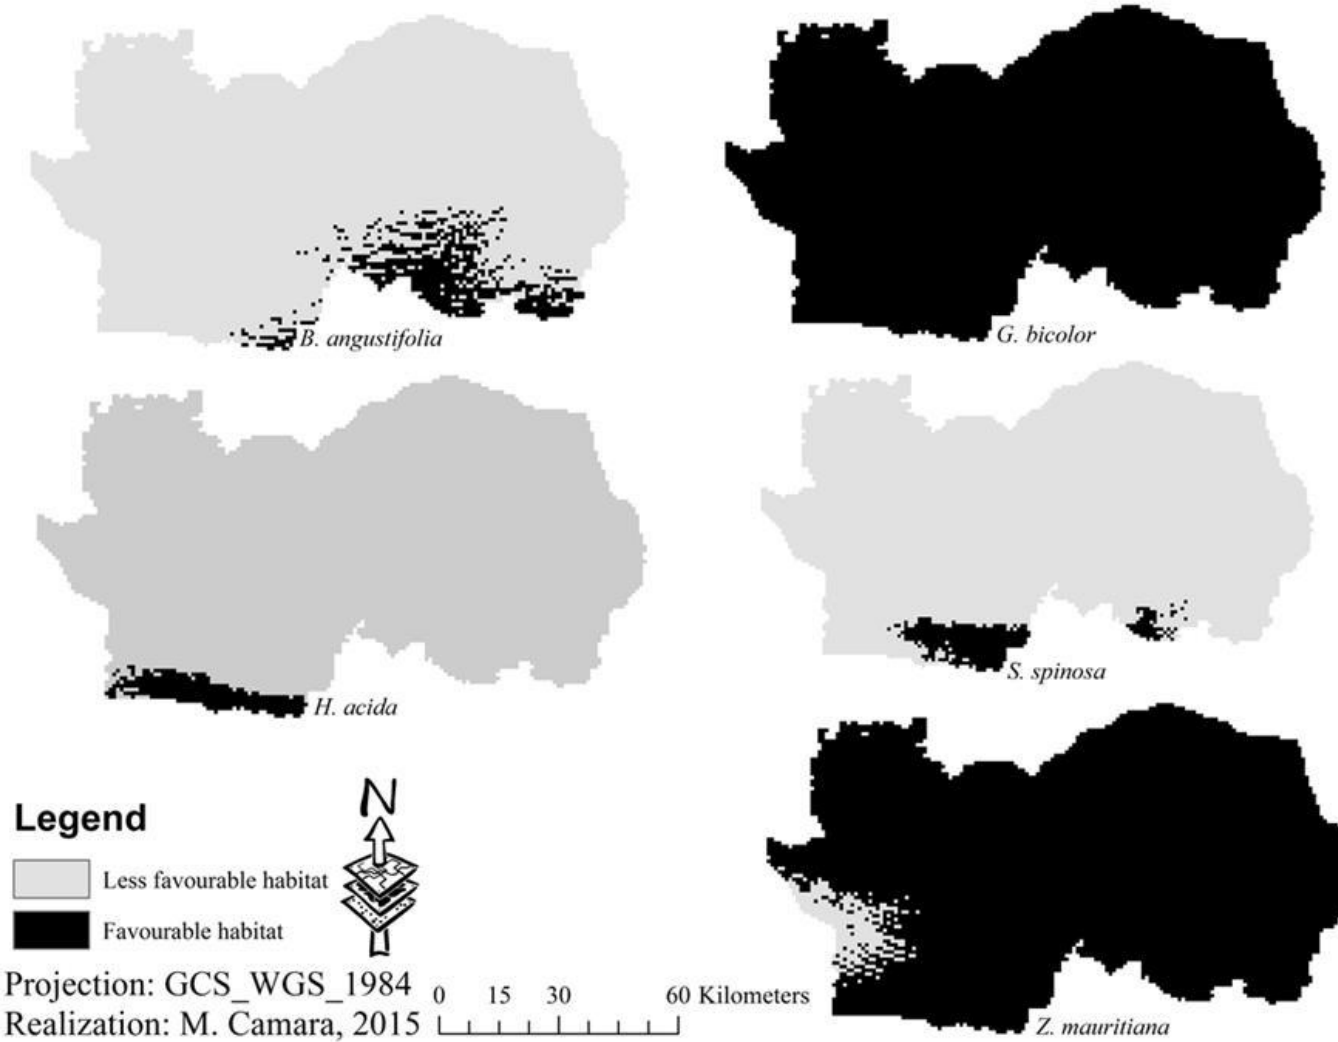 B. angustifolia
G. bicolor
H. acida
S. spinosa
Z. mauritiana
Legend
N
Less favourable habitat
Favourable habitat
Projection: GCS_WGS_1984
Realization: M. Camara, 2015
0 15 30 60 Kilometers